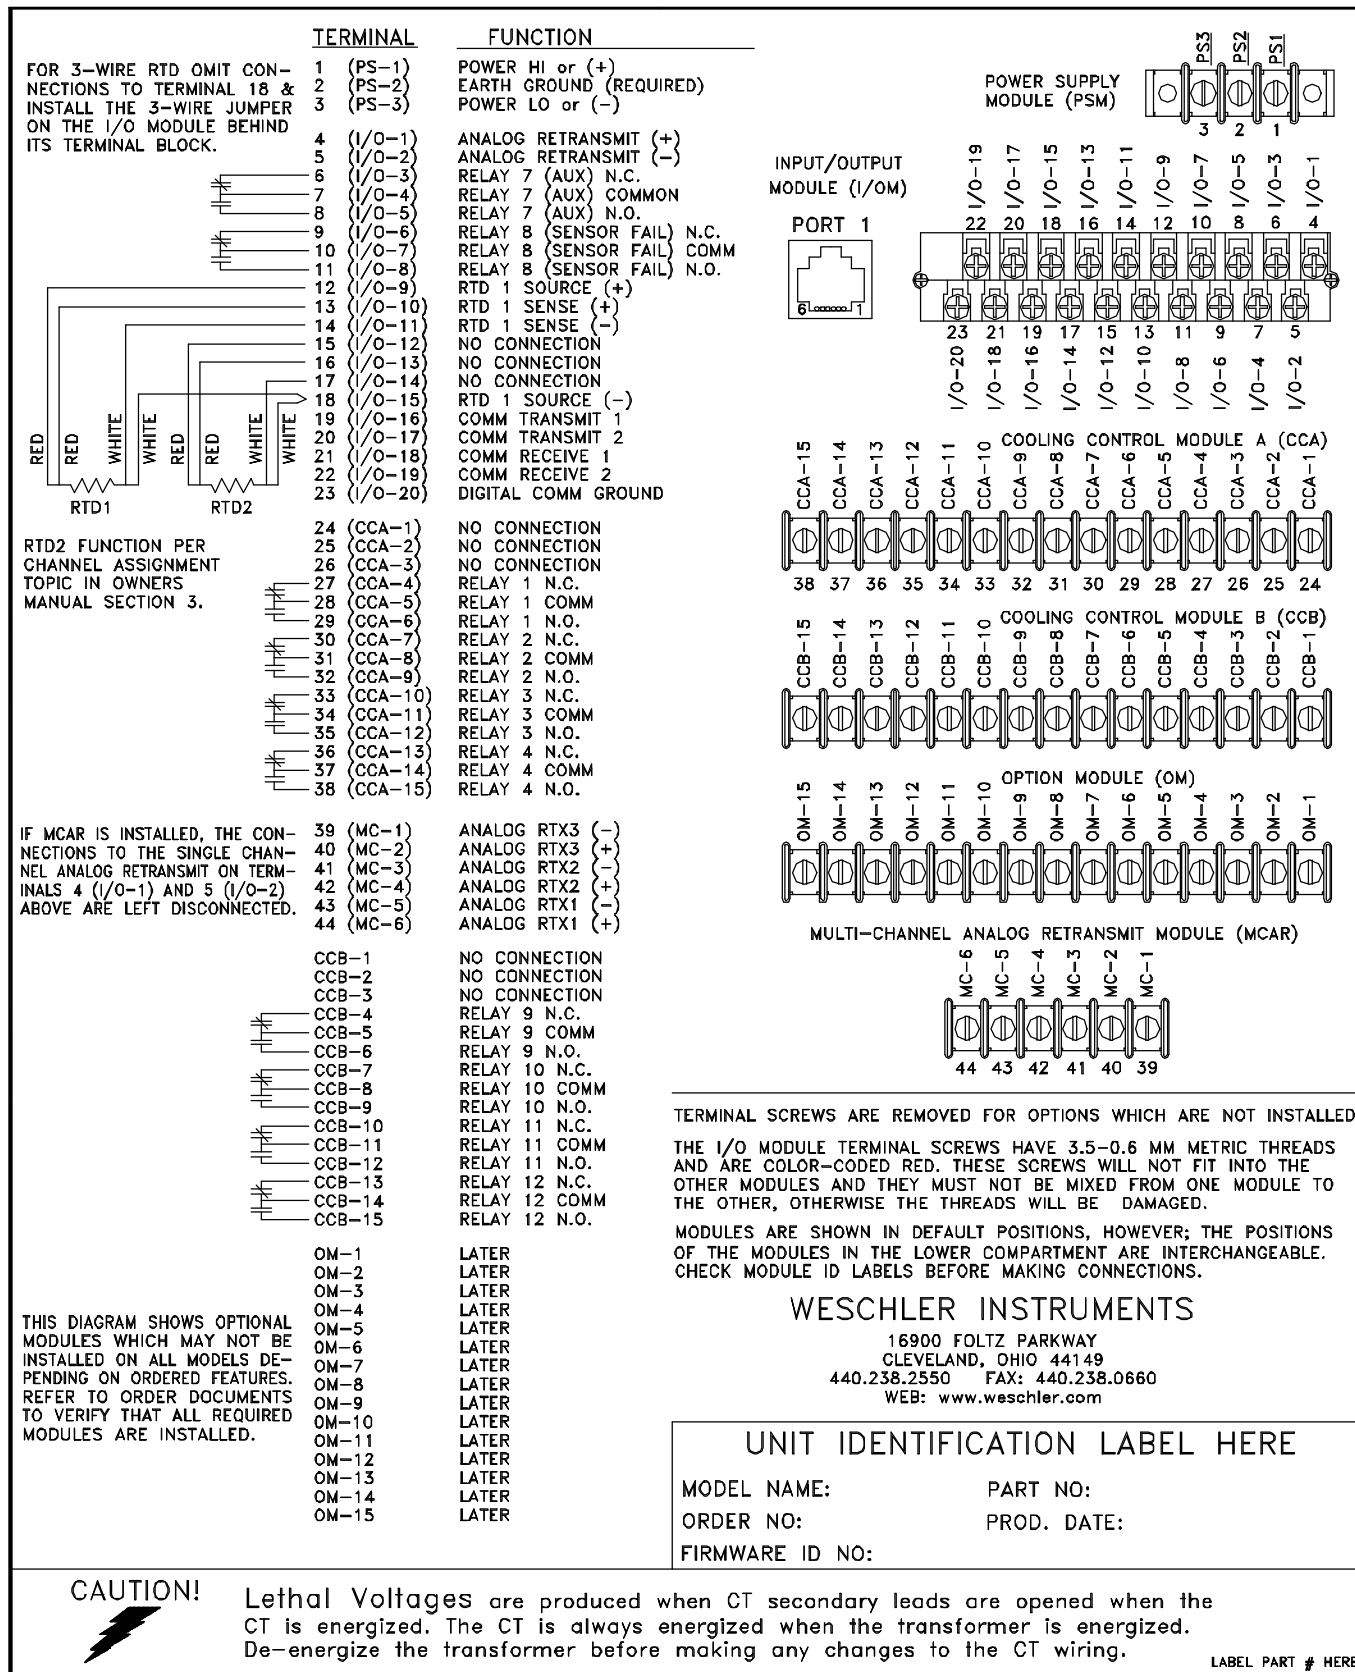 TERMINAL FUNCTION
FOR 3-WIRE RTD OMIT CON-
NECTIONS TO TERMINAL 18 &
INSTALL THE 3-WIRE JUMPER
ON THE I/O MODULE BEHIND
ITS TERMINAL BLOCK.
1 (PS-1) POWER HI or (+)
2 (PS-2) EARTH GROUND (REQUIRED)
3 (PS-3) POWER LO or (-)
4 (I/O-1) ANALOG RETRANSMIT (+)
5 (I/O-2) ANALOG RETRANSMIT (-)
6 (I/O-3) RELAY 7 (AUX) N.C.
7 (I/O-4) RELAY 7 (AUX) COMMON
8 (I/O-5) RELAY 7 (AUX) N.O.
9 (I/O-6) RELAY 8 (SENSOR FAIL) N.C.
10 (I/O-7) RELAY 8 (SENSOR FAIL) COMM
11 (I/O-8) RELAY 8 (SENSOR FAIL) N.O.
12 (I/O-9) RTD 1 SOURCE (+)
13 (I/O-10) RTD 1 SENSE (+)
14 (I/O-11) RTD 1 SENSE (-)
15 (I/O-12) NO CONNECTION
16 (I/O-13) NO CONNECTION
17 (I/O-14) NO CONNECTION
18 (I/O-15) RTD 1 SOURCE (-)
19 (I/O-16) COMM TRANSMIT 1
20 (I/O-17) COMM TRANSMIT 2
21 (I/O-18) COMM RECEIVE 1
22 (I/O-19) COMM RECEIVE 2
23 (I/O-20) DIGITAL COMM GROUND
RED RED WHITE WHITE RED RED WHITE WHITE
RTD1 RTD2
RTD2 FUNCTION PER
CHANNEL ASSIGNMENT
TOPIC IN OWNERS
MANUAL SECTION 3.
24 (CCA-1) NO CONNECTION
25 (CCA-2) NO CONNECTION
26 (CCA-3) NO CONNECTION
27 (CCA-4) RELAY 1 N.C.
28 (CCA-5) RELAY 1 COMM
29 (CCA-6) RELAY 1 N.O.
30 (CCA-7) RELAY 2 N.C.
31 (CCA-8) RELAY 2 COMM
32 (CCA-9) RELAY 2 N.O.
33 (CCA-10) RELAY 3 N.C.
34 (CCA-11) RELAY 3 COMM
35 (CCA-12) RELAY 3 N.O.
36 (CCA-13) RELAY 4 N.C.
37 (CCA-14) RELAY 4 COMM
38 (CCA-15) RELAY 4 N.O.
IF MCAR IS INSTALLED, THE CON-
NECTIONS TO THE SINGLE CHAN-
NEL ANALOG RETRANSMIT ON TERM-
INALS 4 (I/O-1) AND 5 (I/O-2)
ABOVE ARE LEFT DISCONNECTED.
39 (MC-1) ANALOG RTX3 (-)
40 (MC-2) ANALOG RTX3 (+)
41 (MC-3) ANALOG RTX2 (-)
42 (MC-4) ANALOG RTX2 (+)
43 (MC-5) ANALOG RTX1 (-)
44 (MC-6) ANALOG RTX1 (+)
CCB-1 NO CONNECTION
CCB-2 NO CONNECTION
CCB-3 NO CONNECTION
CCB-4 RELAY 9 N.C.
CCB-5 RELAY 9 COMM
CCB-6 RELAY 9 N.O.
CCB-7 RELAY 10 N.C.
CCB-8 RELAY 10 COMM
CCB-9 RELAY 10 N.O.
CCB-10 RELAY 11 N.C.
CCB-11 RELAY 11 COMM
CCB-12 RELAY 11 N.O.
CCB-13 RELAY 12 N.C.
CCB-14 RELAY 12 COMM
CCB-15 RELAY 12 N.O.
OM-1 LATER
OM-2 LATER
OM-3 LATER
OM-4 LATER
OM-5 LATER
OM-6 LATER
OM-7 LATER
OM-8 LATER
OM-9 LATER
OM-10 LATER
OM-11 LATER
OM-12 LATER
OM-13 LATER
OM-14 LATER
OM-15 LATER
THIS DIAGRAM SHOWS OPTIONAL
MODULES WHICH MAY NOT BE
INSTALLED ON ALL MODELS DE-
PENDING ON ORDERED FEATURES.
REFER TO ORDER DOCUMENTS
TO VERIFY THAT ALL REQUIRED
MODULES ARE INSTALLED.
PS3 PS2 PS1
POWER SUPPLY
MODULE (PSM)
3 2 1
INPUT/OUTPUT
MODULE (I/OM)
PORT 1
6 1
I/O-19 I/O-17 I/O-15 I/O-13 I/O-11 I/O-9 I/O-7 I/O-5 I/O-3 I/O-1
22 20 18 16 14 12 10 8 6 4
23 21 19 17 15 13 11 9 7 5
I/O-20 I/O-18 I/O-16 I/O-14 I/O-12 I/O-10 I/O-8 I/O-6 I/O-4 I/O-2
COOLING CONTROL MODULE A (CCA)
CCA-15 CCA-14 CCA-13 CCA-12 CCA-11 CCA-10 CCA-9 CCA-8 CCA-7 CCA-6 CCA-5 CCA-4 CCA-3 CCA-2 CCA-1
38 37 36 35 34 33 32 31 30 29 28 27 26 25 24
COOLING CONTROL MODULE B (CCB)
CCB-15 CCB-14 CCB-13 CCB-12 CCB-11 CCB-10 CCB-9 CCB-8 CCB-7 CCB-6 CCB-5 CCB-4 CCB-3 CCB-2 CCB-1
OPTION MODULE (OM)
OM-15 OM-14 OM-13 OM-12 OM-11 OM-10 OM-9 OM-8 OM-7 OM-6 OM-5 OM-4 OM-3 OM-2 OM-1
MULTI-CHANNEL ANALOG RETRANSMIT MODULE (MCAR)
MC-6 MC-5 MC-4 MC-3 MC-2 MC-1
44 43 42 41 40 39
TERMINAL SCREWS ARE REMOVED FOR OPTIONS WHICH ARE NOT INSTALLED
THE I/O MODULE TERMINAL SCREWS HAVE 3.5-0.6 MM METRIC THREADS
AND ARE COLOR-CODED RED. THESE SCREWS WILL NOT FIT INTO THE
OTHER MODULES AND THEY MUST NOT BE MIXED FROM ONE MODULE TO
THE OTHER, OTHERWISE THE THREADS WILL BE DAMAGED.
MODULES ARE SHOWN IN DEFAULT POSITIONS, HOWEVER; THE POSITIONS
OF THE MODULES IN THE LOWER COMPARTMENT ARE INTERCHANGEABLE.
CHECK MODULE ID LABELS BEFORE MAKING CONNECTIONS.
WESCHLER INSTRUMENTS
16900 FOLTZ PARKWAY
CLEVELAND, OHIO 44149
440.238.2550 FAX: 440.238.0660
WEB: www.weschler.com
UNIT IDENTIFICATION LABEL HERE
MODEL NAME: PART NO:
ORDER NO: PROD. DATE:
FIRMWARE ID NO:
CAUTION!
Lethal Voltages are produced when CT secondary leads are opened when the
CT is energized. The CT is always energized when the transformer is energized.
De-energize the transformer before making any changes to the CT wiring.
LABEL PART # HERE